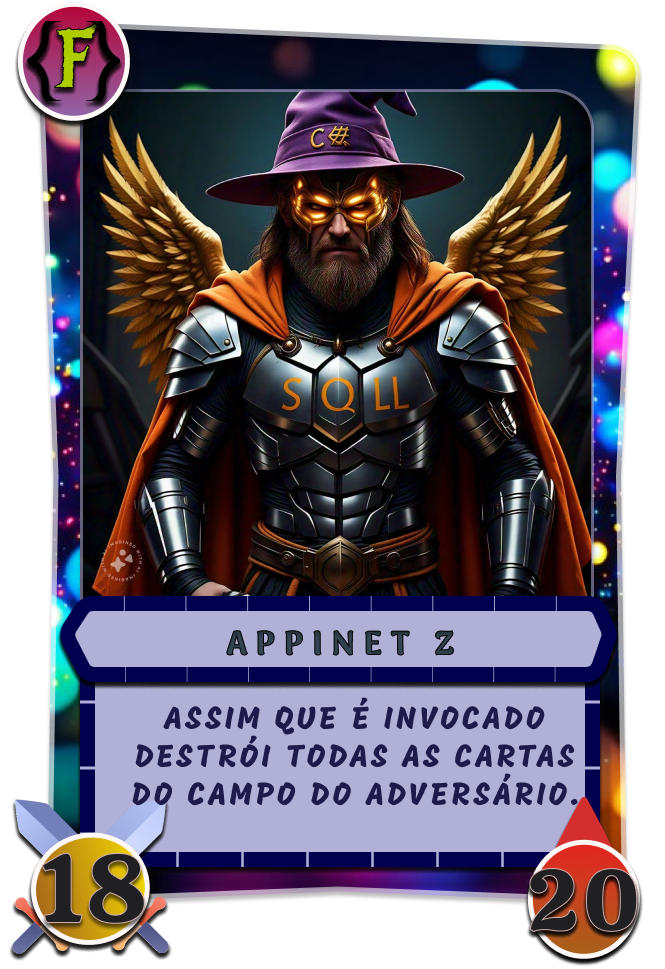 {F}
C#
SQLL
APPINET Z
ASSIM QUE É INVOCADO
DESTRÓI TODAS AS CARTAS
DO CAMPO DO ADVERSÁRIO.
18
20